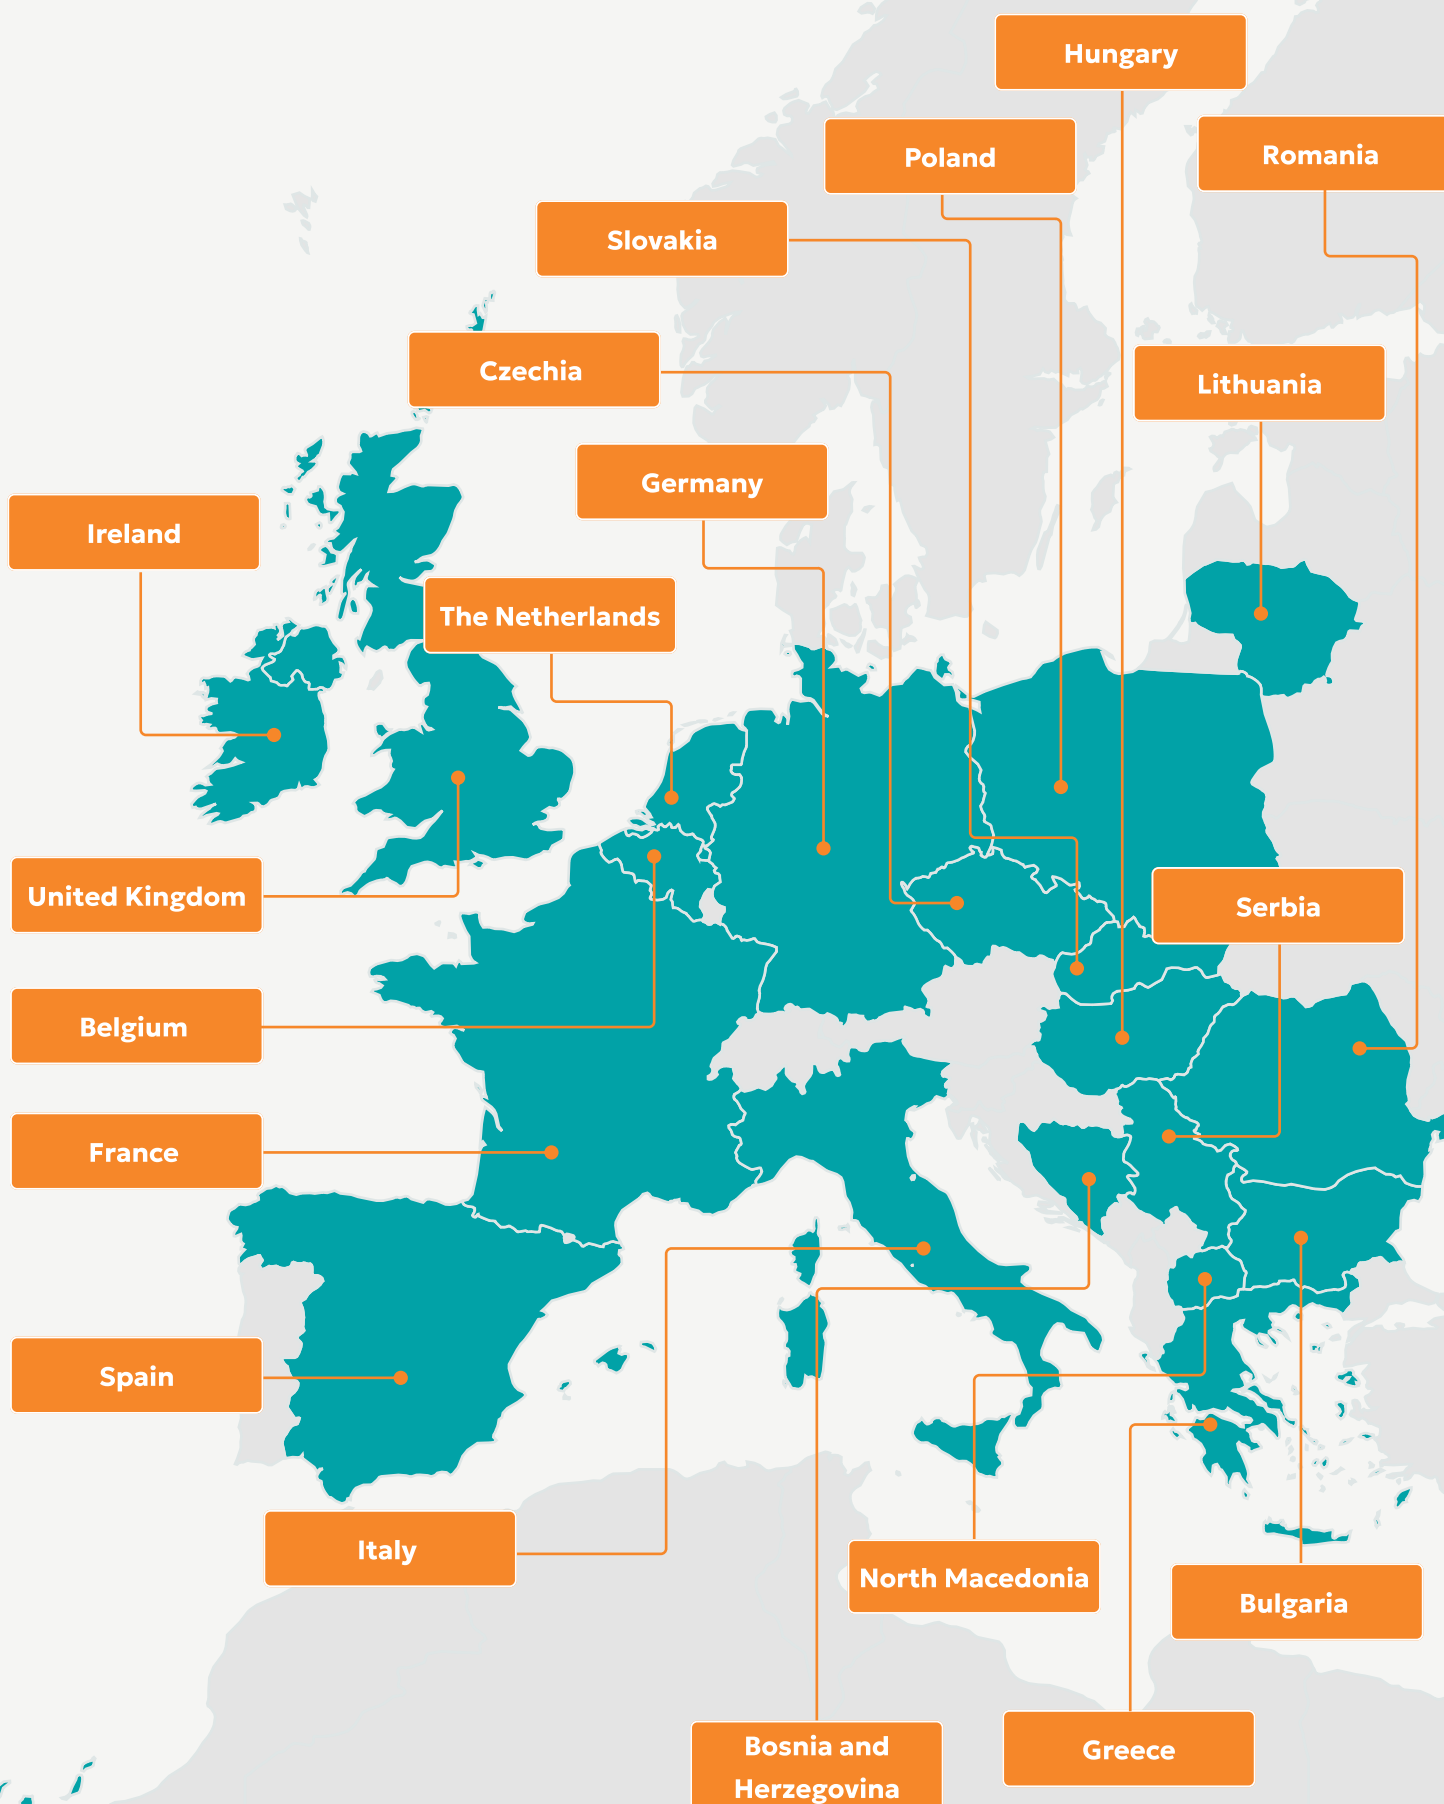 Hungary
Poland
Romania
Slovakia
Czechia
Lithuania
Germany
Ireland
The Netherlands
United Kingdom
Serbia
Belgium
France
Spain
Italy
North Macedonia
Bulgaria
Bosnia and
Herzegovina
Greece